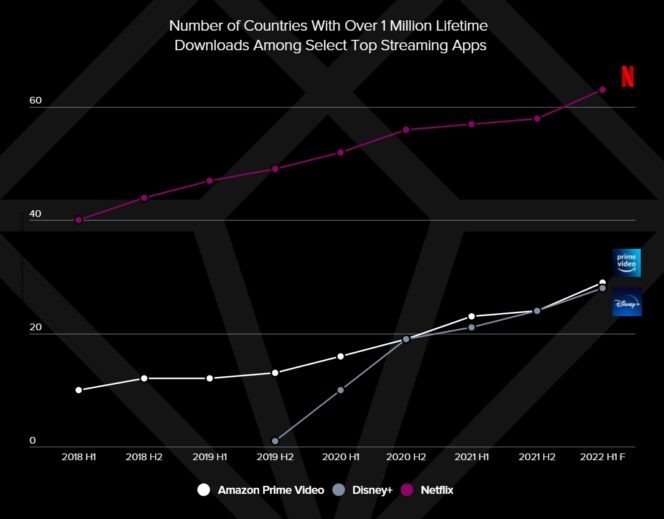 Number of Countries With Over 1 Million Lifetime
Downloads Among Select Top Streaming Apps
N
60
40
prime
video
Disney+
20
0
2018 H1 2018 H2 2019 H1 2019 H2 2020 H1 2020 H2 2021 H1 2021 H2 2022 H1 F
Amazon Prime Video Disney+ Netflix